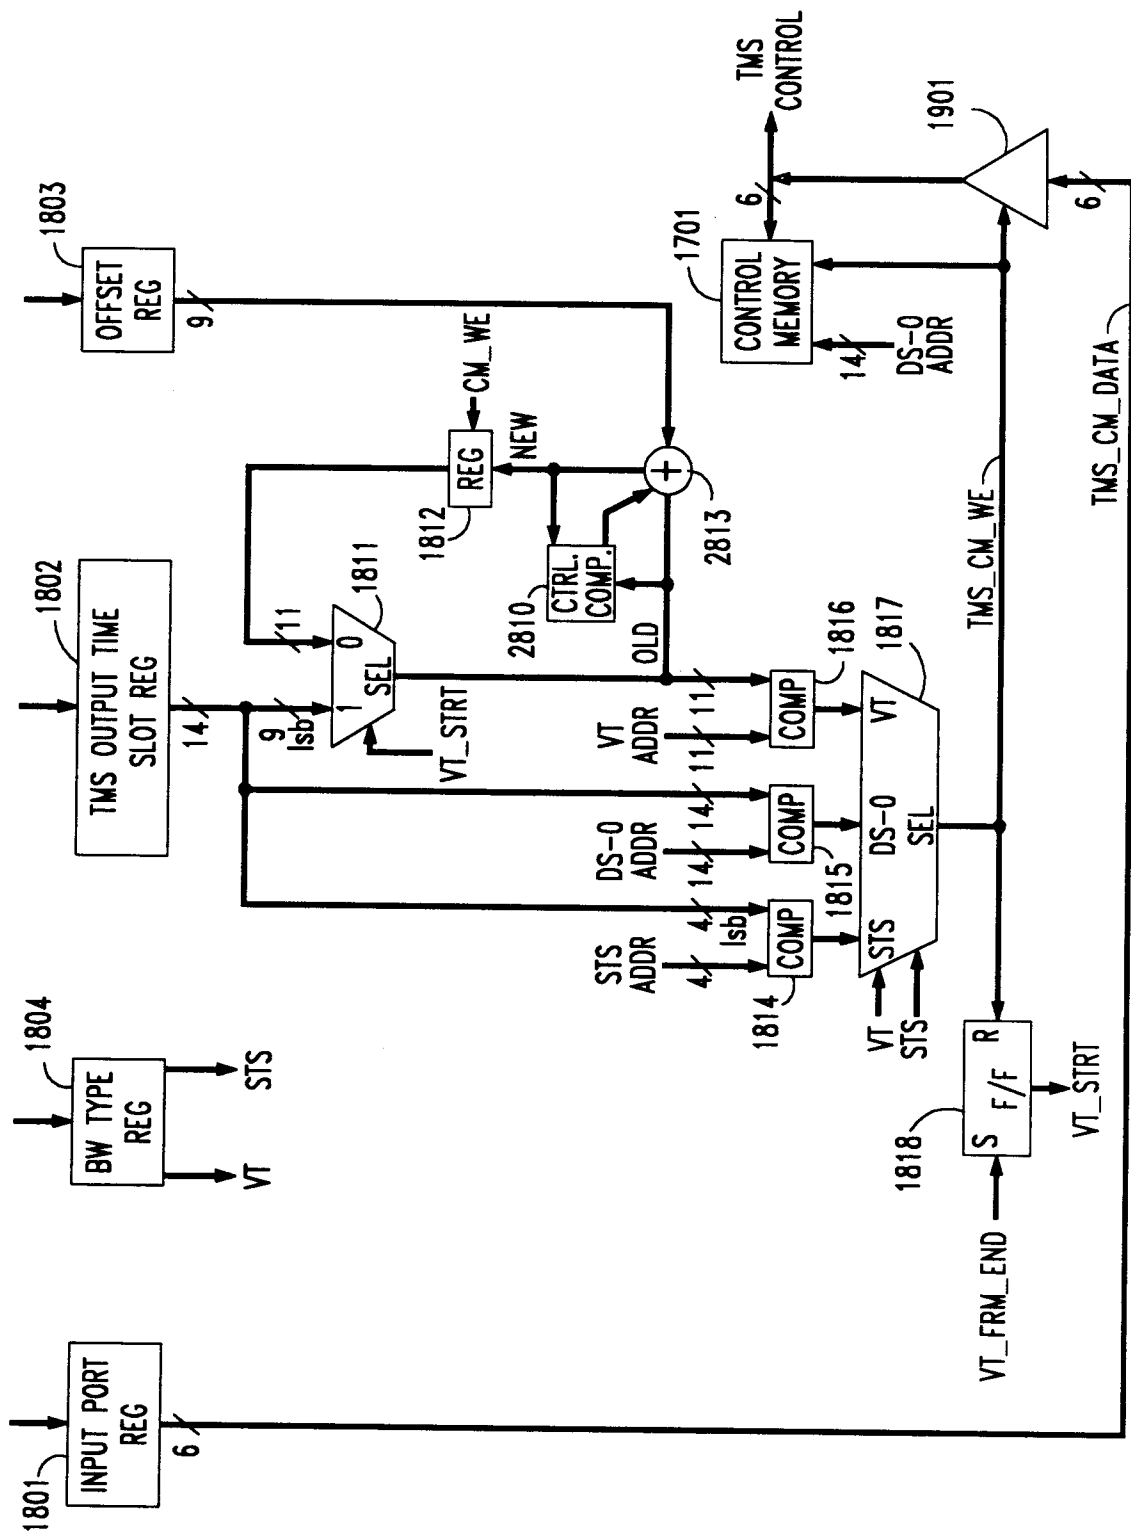 1801
INPUT PORT
REG
6
1804
BW TYPE
REG
VT
STS
1802
TMS OUTPUT TIME
SLOT REG
14
9
lsb
11
1
0
SEL
1811
VT_STRT
1803
OFFSET
REG
9
CM_WE
REG
1812
NEW
2810
CTRL.
COMP.
+
2813
OLD
STS
ADDR
4
4
lsb
DS-0
ADDR
14
14
VT
ADDR
11
11
COMP
1814
COMP
1815
COMP
1816
STS
DS-0
VT
SEL
1817
VT
STS
VT_FRM_END
S
R
F/F
1818
VT_STRT
TMS_CM_WE
1701
CONTROL
MEMORY
14
DS-0
ADDR
6
TMS
CONTROL
1901
6
TMS_CM_DATA